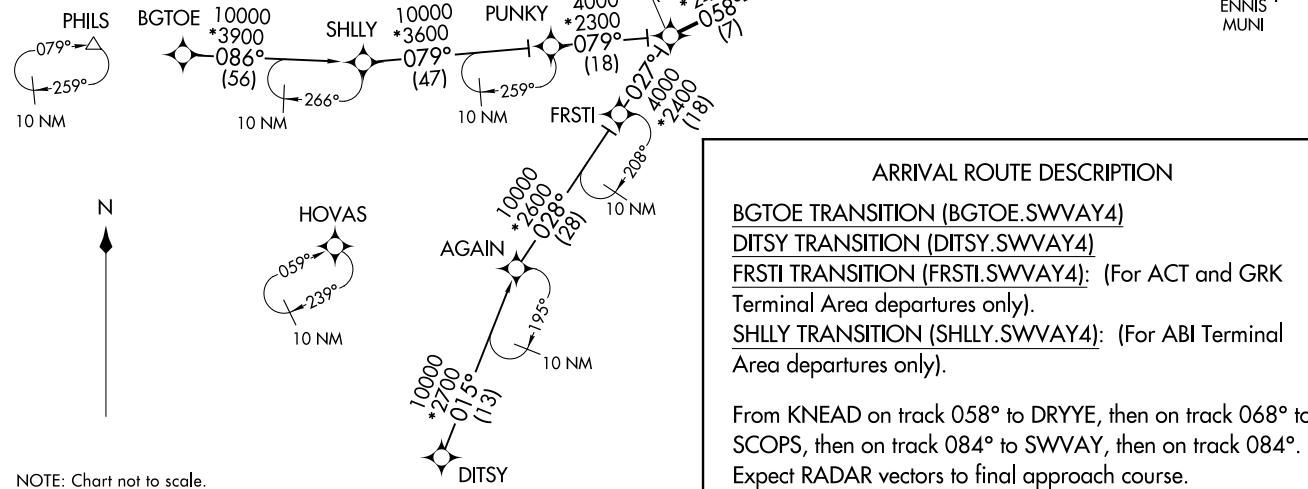 PHILS
079°
259°
10 NM
BGTOE
10000
*3900
086°
(56)
266°
10 NM
SHLLY
10000
*3600
079°
(47)
259°
10 NM
PUNKY
4000
*2300
079°
(18)
058°
(7)
ENNIS
MUNI
FRSTI
027°
4000
*2400
(18)
208°
10 NM
N
HOVAS
059°
239°
10 NM
10000
*2600
028°
(28)
AGAIN
195°
10 NM
10000
*2700
015°
(13)
DITSY
NOTE: Chart not to scale.
ARRIVAL ROUTE DESCRIPTION
BGTOE TRANSITION (BGTOE.SWVAY4)
DITSY TRANSITION (DITSY.SWVAY4)
FRSTI TRANSITION (FRSTI.SWVAY4): (For ACT and GRK
Terminal Area departures only).
SHLLY TRANSITION (SHLLY.SWVAY4): (For ABI Terminal
Area departures only).
From KNEAD on track 058° to DRYYE, then on track 068° to
SCOPS, then on track 084° to SWVAY, then on track 084°.
Expect RADAR vectors to final approach course.